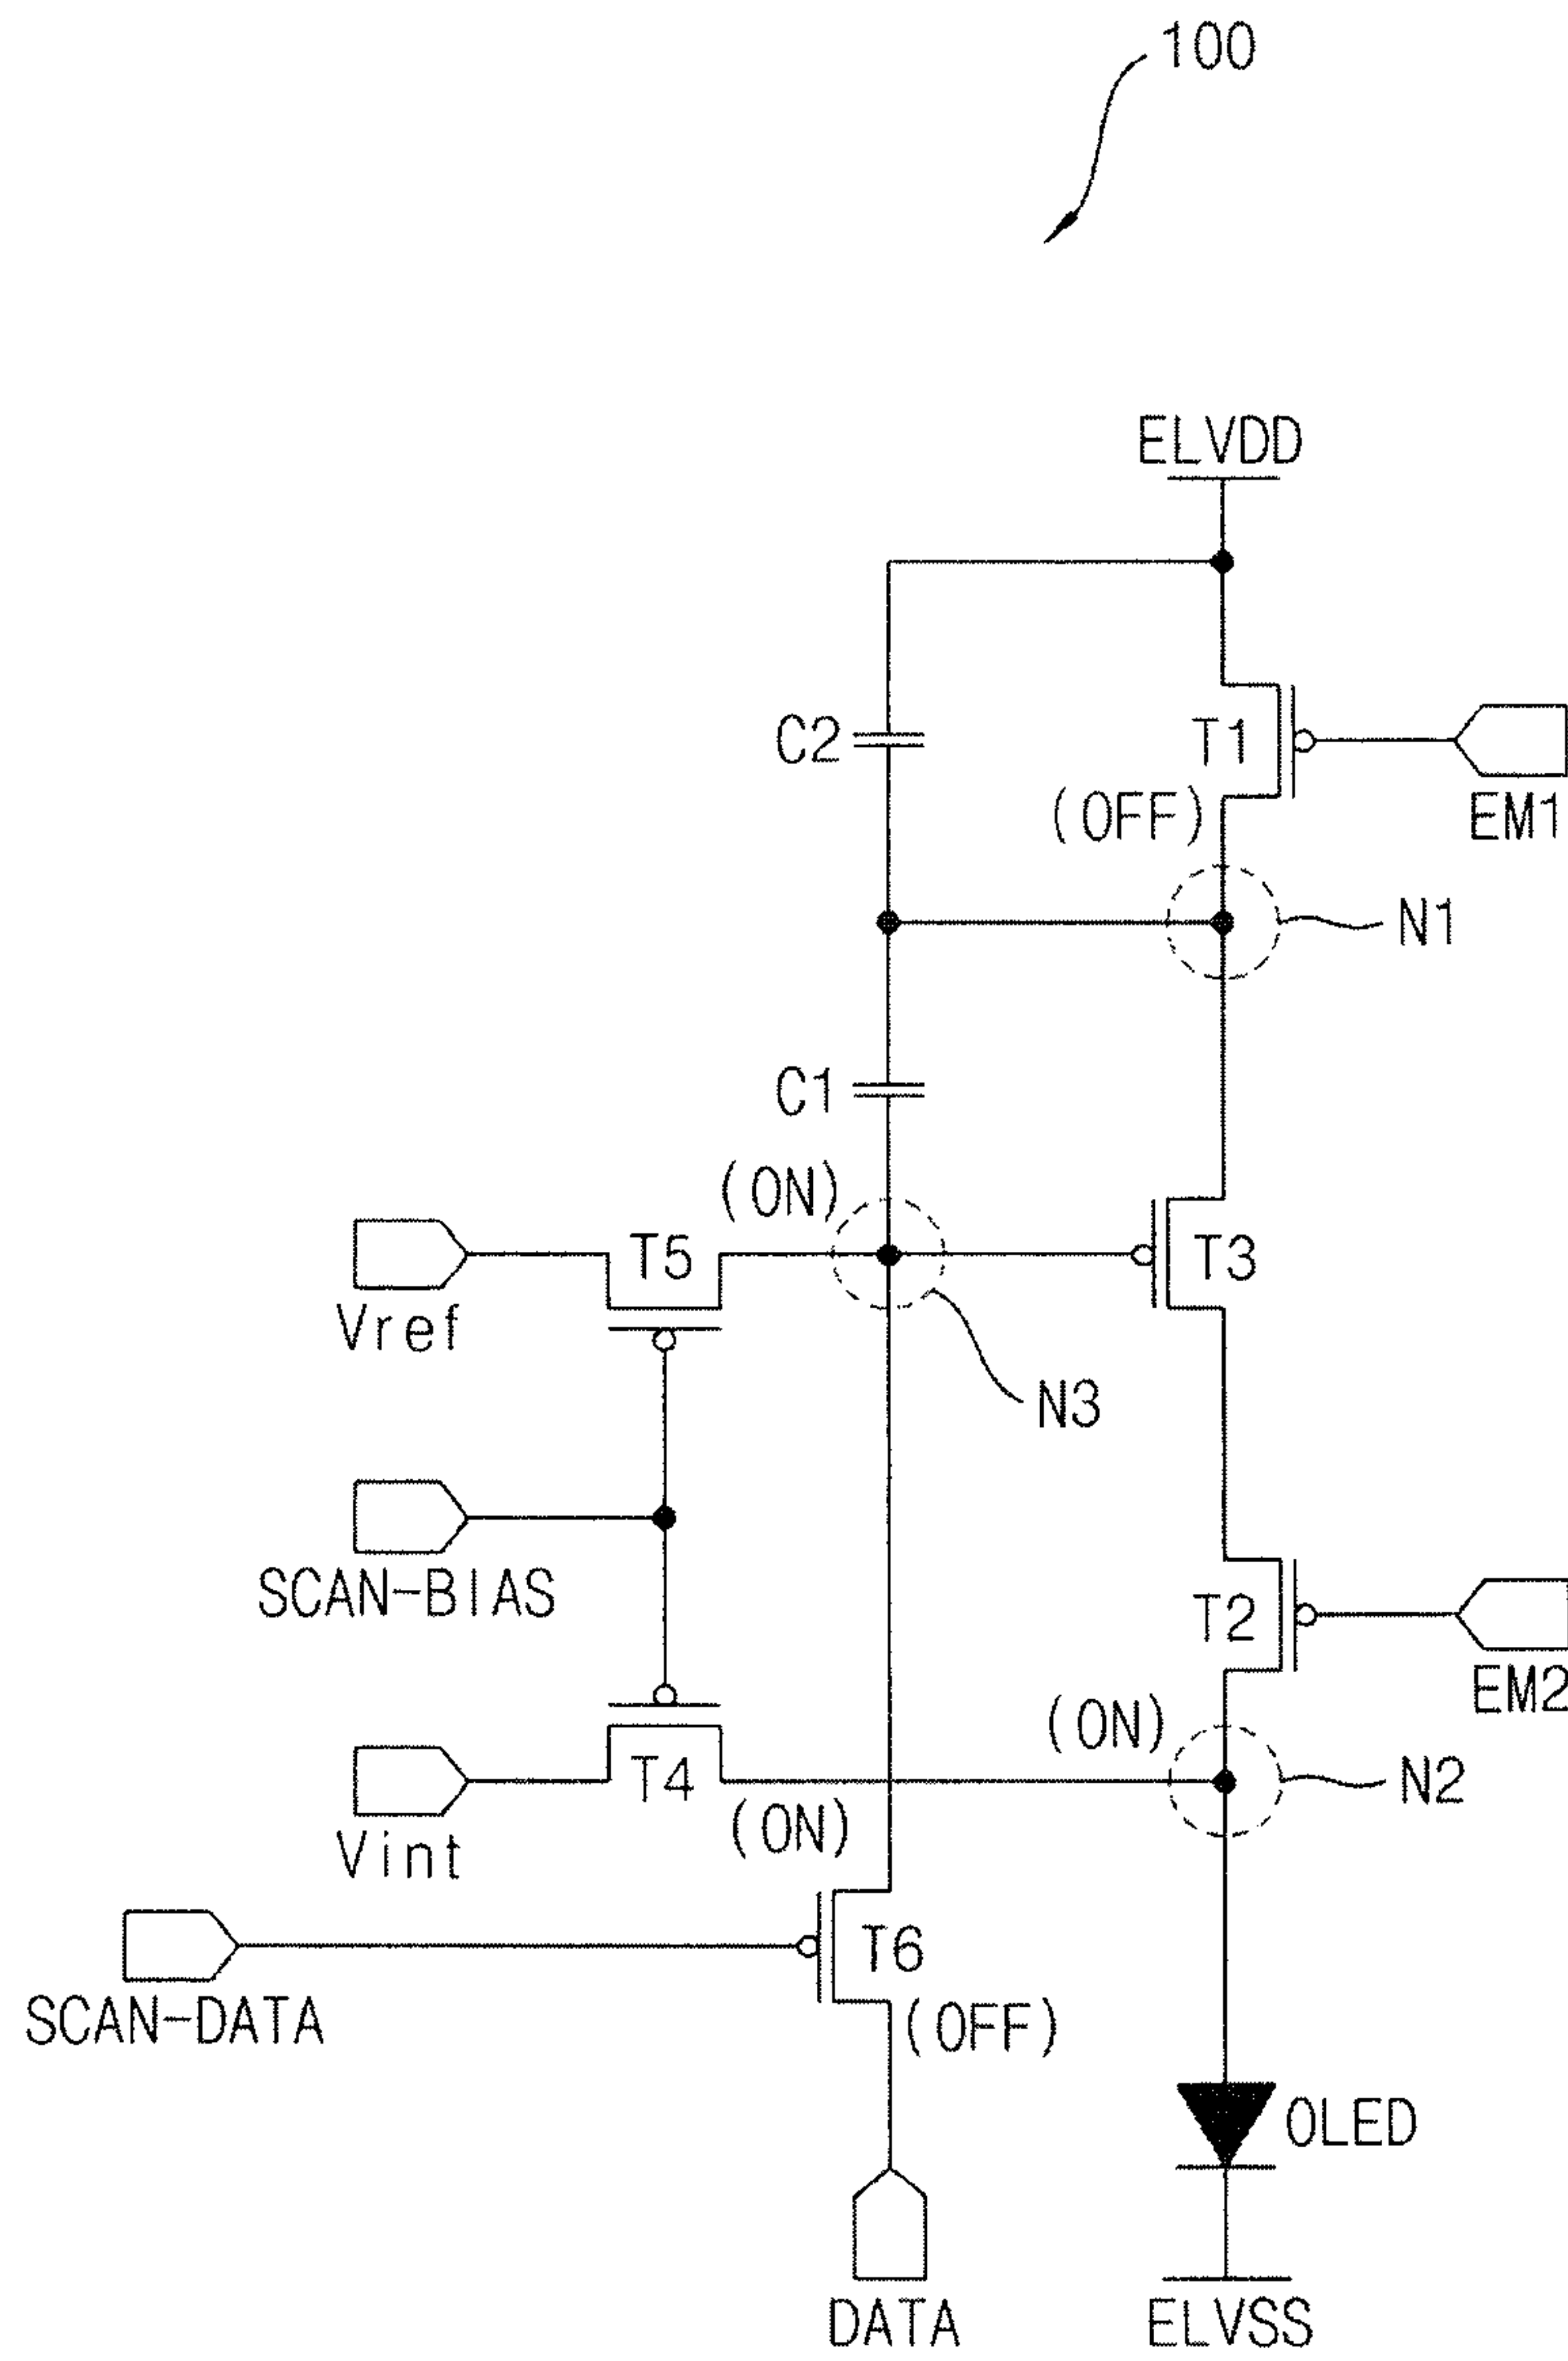 100
ELVDD
C2
T1
(OFF)
EM1
N1
C1
(ON)
T5
T3
Vref
N3
SCAN-BIAS
T2
EM2
(ON)
T4
N2
(ON)
Vint
T6
SCAN-DATA
(OFF)
OLED
DATA
ELVSS